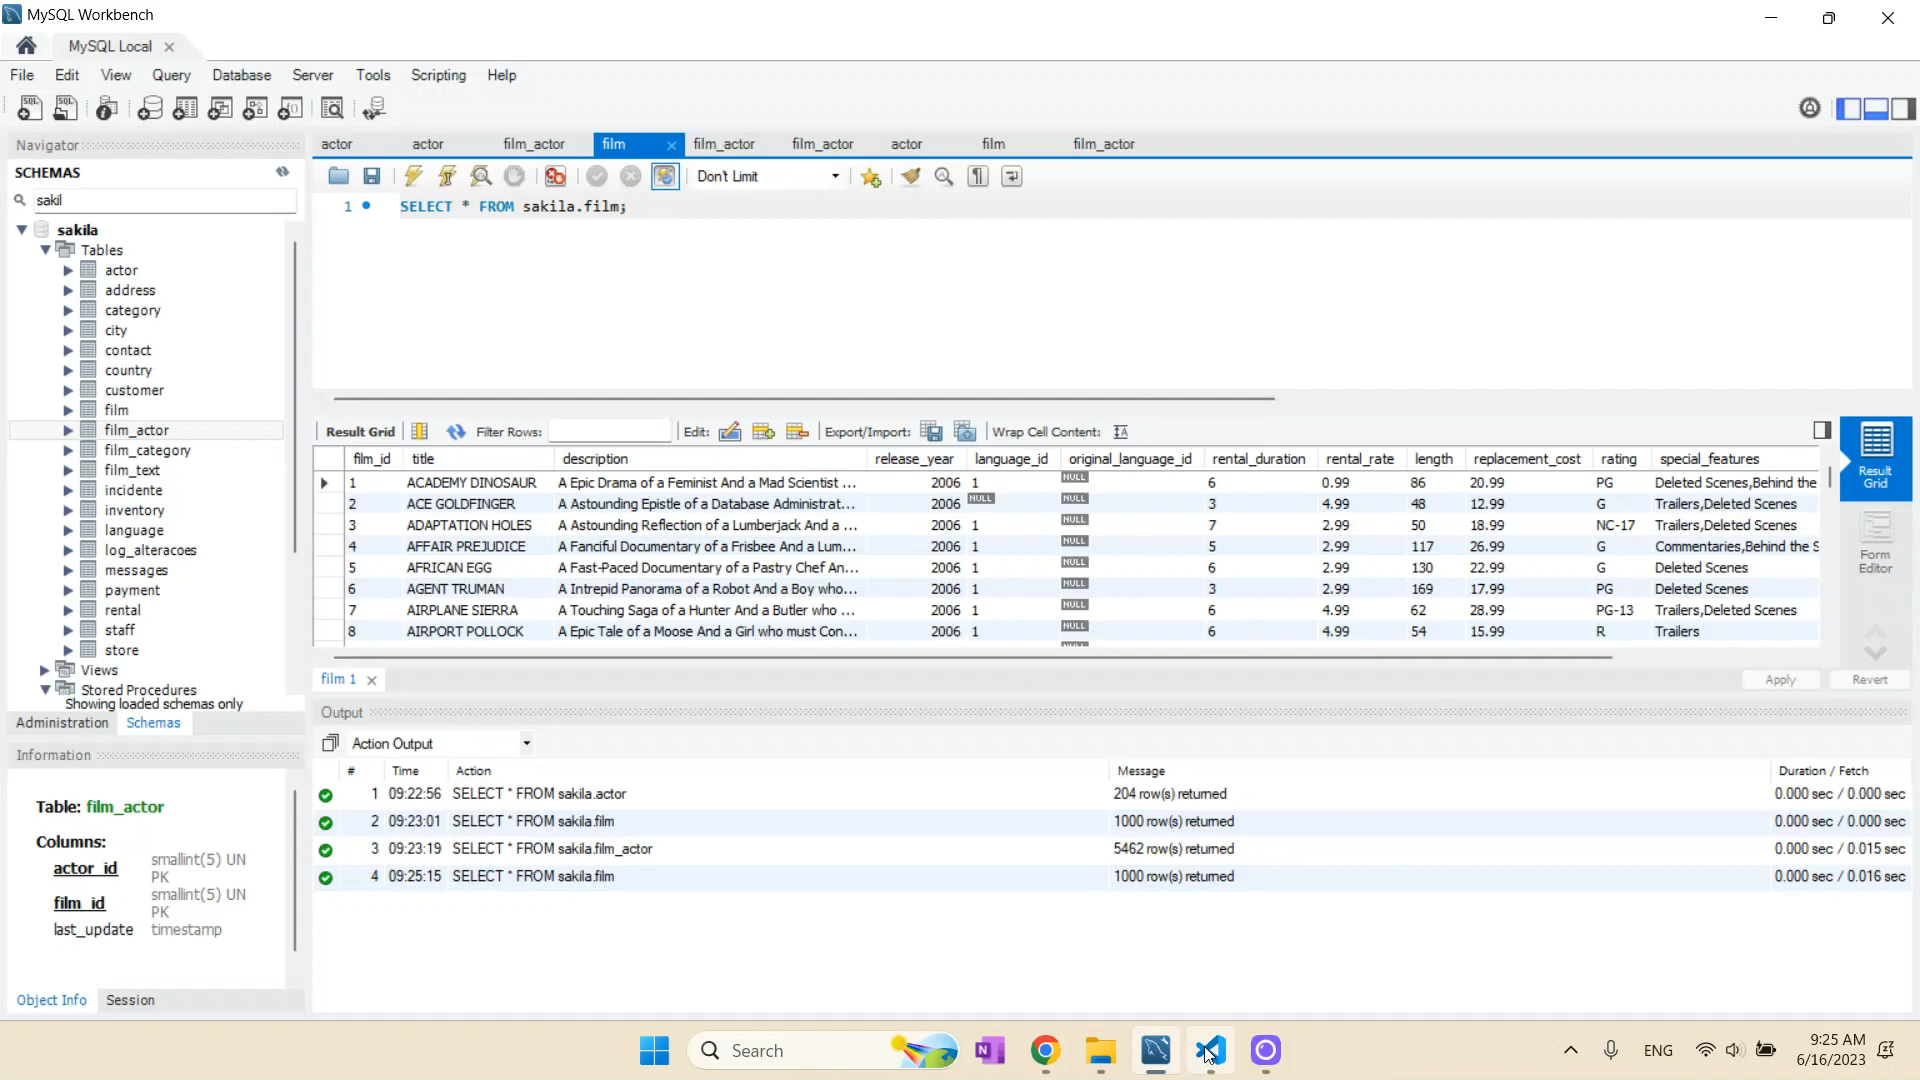 MySQL Workbench
MySQL Local
File Edit View Query Database Server Tools Scripting Help
Navigator
SCHEMAS
sakil
sakila
Tables
actor
address
category
city
contact
country
customer
film
film_actor
film_category
film_text
incidente
inventory
language
log_alteracoes
messages
payment
rental
staff
store
Views
Stored Procedures
Showing loaded schemas only
Administration Schemas
Information
Table: film_actor
Columns:
actor_id smallint(5) UN PK
film_id smallint(5) UN PK
last_update timestamp
Object Info Session
actor actor film_actor film film_actor film_actor actor film film_actor
Don't Limit
1 SELECT * FROM sakila.film;
Result Grid Filter Rows: Edit: Export/Import: Wrap Cell Content:
film_id title description release_year language_id original_language_id rental_duration rental_rate length replacement_cost rating special_features
1 ACADEMY DINOSAUR A Epic Drama of a Feminist And a Mad Scientist ... 2006 1 NULL 6 0.99 86 20.99 PG Deleted Scenes,Behind the
2 ACE GOLDFINGER A Astounding Epistle of a Database Administrat... 2006 NULL NULL 3 4.99 48 12.99 G Trailers,Deleted Scenes
3 ADAPTATION HOLES A Astounding Reflection of a Lumberjack And a ... 2006 1 NULL 7 2.99 50 18.99 NC-17 Trailers,Deleted Scenes
4 AFFAIR PREJUDICE A Fanciful Documentary of a Frisbee And a Lum... 2006 1 NULL 5 2.99 117 26.99 G Commentaries,Behind the S
5 AFRICAN EGG A Fast-Paced Documentary of a Pastry Chef An... 2006 1 NULL 6 2.99 130 22.99 G Deleted Scenes
6 AGENT TRUMAN A Intrepid Panorama of a Robot And a Boy who... 2006 1 NULL 3 2.99 169 17.99 PG Deleted Scenes
7 AIRPLANE SIERRA A Touching Saga of a Hunter And a Butler who ... 2006 1 NULL 6 4.99 62 28.99 PG-13 Trailers,Deleted Scenes
8 AIRPORT POLLOCK A Epic Tale of a Moose And a Girl who must Con... 2006 1 NULL 6 4.99 54 15.99 R Trailers
Result Grid
Form Editor
film 1
Apply Revert
Output
Action Output
# Time Action Message Duration / Fetch
1 09:22:56 SELECT * FROM sakila.actor 204 row(s) returned 0.000 sec / 0.000 sec
2 09:23:01 SELECT * FROM sakila.film 1000 row(s) returned 0.000 sec / 0.000 sec
3 09:23:19 SELECT * FROM sakila.film_actor 5462 row(s) returned 0.000 sec / 0.015 sec
4 09:25:15 SELECT * FROM sakila.film 1000 row(s) returned 0.000 sec / 0.016 sec
Search
ENG
9:25 AM
6/16/2023